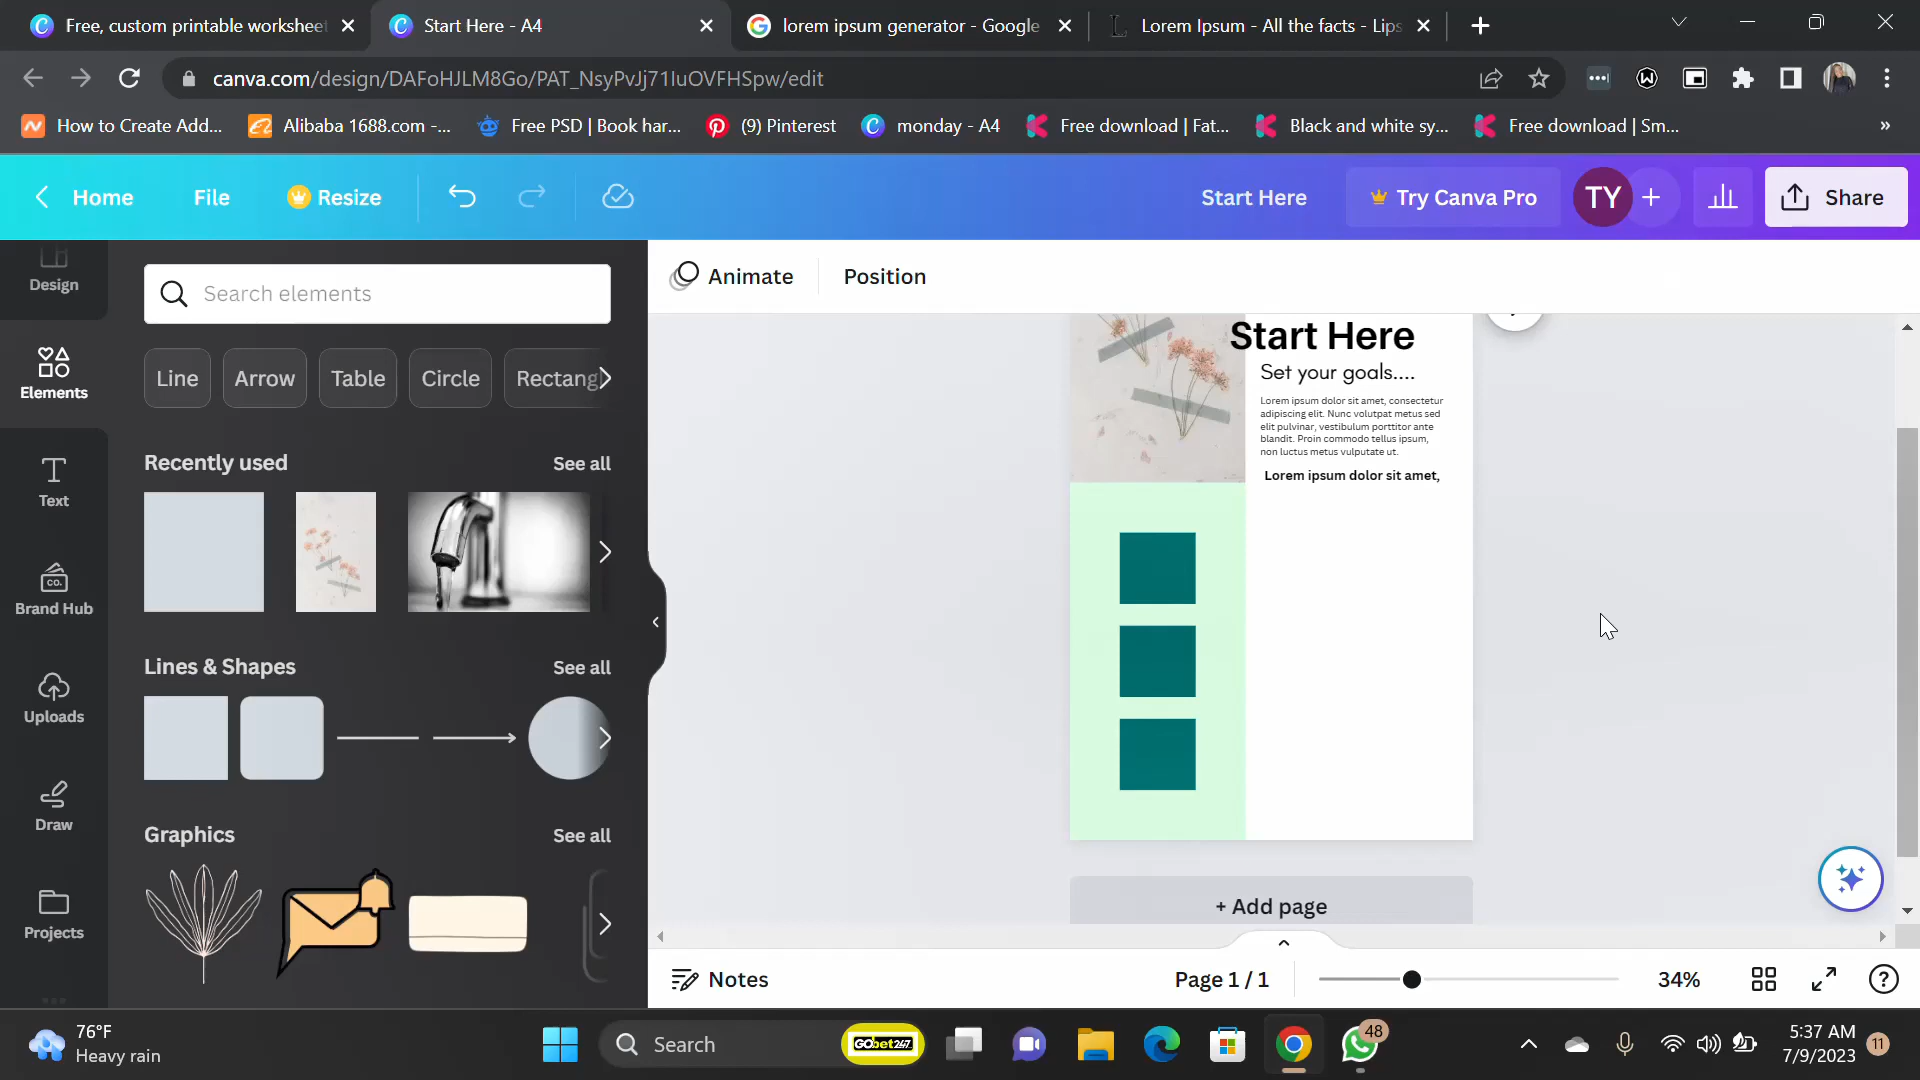 Free, custom printable worksheet
Start Here - A4
lorem ipsum generator - Google
Lorem Ipsum - All the facts - Lips
canva.com/design/DAFoHJLM8Go/PAT_NsyPvJj71IuOVFHSpw/edit
How to Create Add...
Alibaba 1688.com -...
Free PSD | Book har...
(9) Pinterest
monday - A4
Free download | Fat...
Black and white sy...
Free download | Sm...
»
Home
File
Resize
Start Here
Try Canva Pro
TY
+
Share
Design
Elements
Text
CO.
Brand Hub
Uploads
Draw
Projects
Search elements
Line
Arrow
Table
Circle
Rectang
Recently used
See all
Lines & Shapes
See all
Graphics
See all
Animate
Position
Start Here
Set your goals....
Lorem ipsum dolor sit amet, consectetur
adipiscing elit. Nunc volutpat metus sed
elit pulvinar, vestibulum porttitor ante
blandit. Proin commodo tellus ipsum,
non luctus metus vulputate ut.
Lorem ipsum dolor sit amet,
+ Add page
Notes
Page 1 / 1
34%
?
76°F
Heavy rain
Search
GObet247
48
5:37 AM
7/9/2023
11